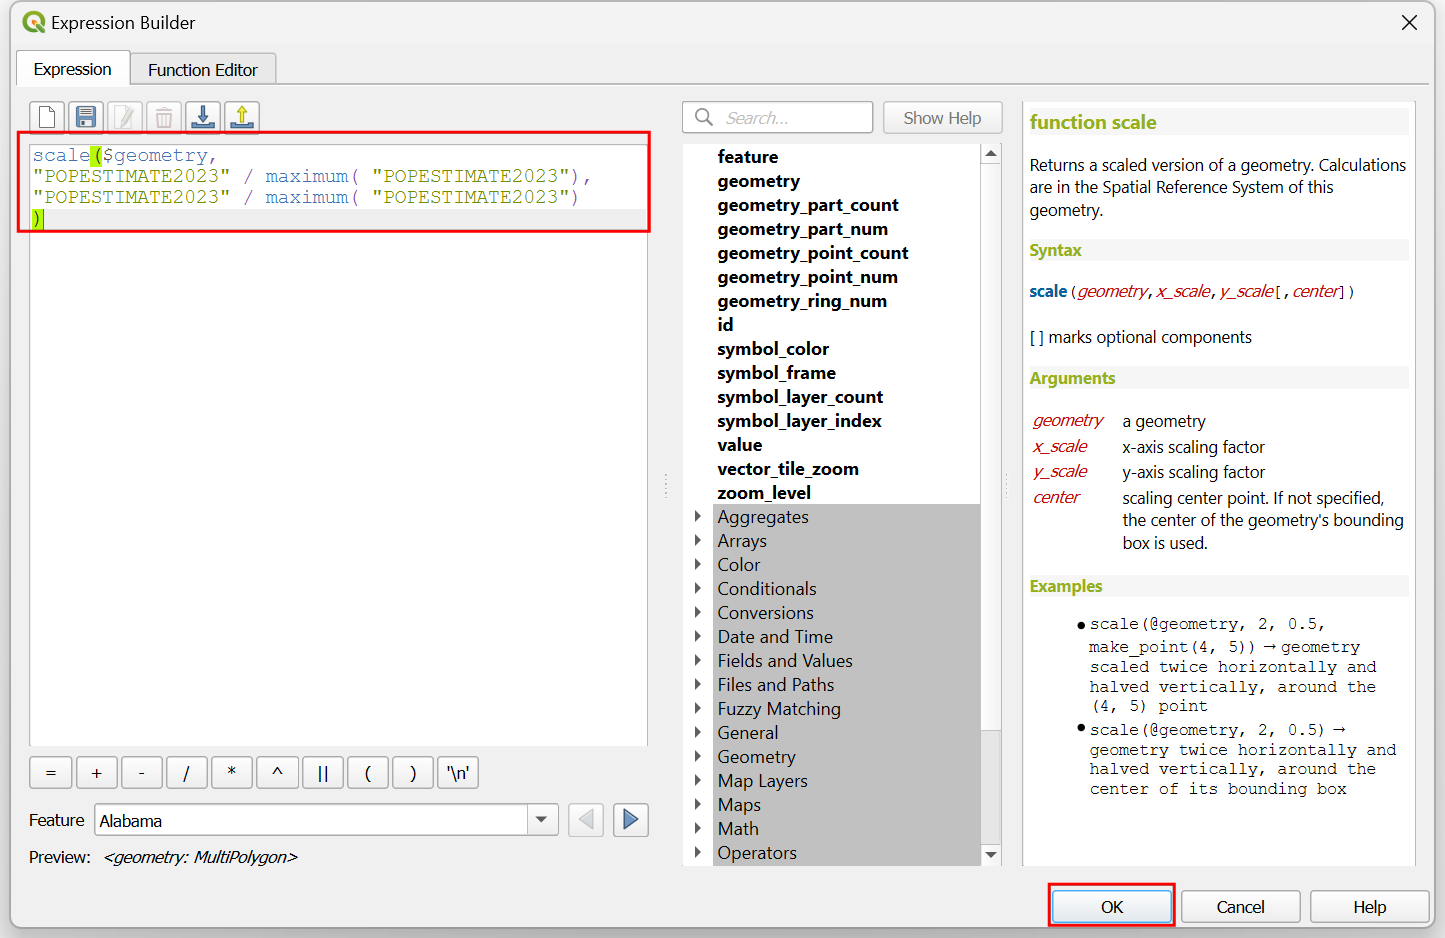 Expression Builder
Expression
Function Editor
scale($geometry,
"POPESTIMATE2023" / maximum( "POPESTIMATE2023"),
"POPESTIMATE2023" / maximum( "POPESTIMATE2023")
)
= + - / * ^ || ( ) '\n'
Feature Alabama
Preview: <geometry: MultiPolygon>
Search...
Show Help
feature
geometry
geometry_part_count
geometry_part_num
geometry_point_count
geometry_point_num
geometry_ring_num
id
symbol_color
symbol_frame
symbol_layer_count
symbol_layer_index
value
vector_tile_zoom
zoom_level
Aggregates
Arrays
Color
Conditionals
Conversions
Date and Time
Fields and Values
Files and Paths
Fuzzy Matching
General
Geometry
Map Layers
Maps
Math
Operators
function scale
Returns a scaled version of a geometry. Calculations
are in the Spatial Reference System of this
geometry.
Syntax
scale(geometry,x_scale,y_scale[,center])
[ ] marks optional components
Arguments
geometry a geometry
x_scale x-axis scaling factor
y_scale y-axis scaling factor
center scaling center point. If not specified,
the center of the geometry's bounding
box is used.
Examples
• scale(@geometry, 2, 0.5,
make_point(4, 5)) → geometry
scaled twice horizontally and
halved vertically, around the
(4, 5) point
• scale(@geometry, 2, 0.5) →
geometry twice horizontally and
halved vertically, around the
center of its bounding box
OK
Cancel
Help